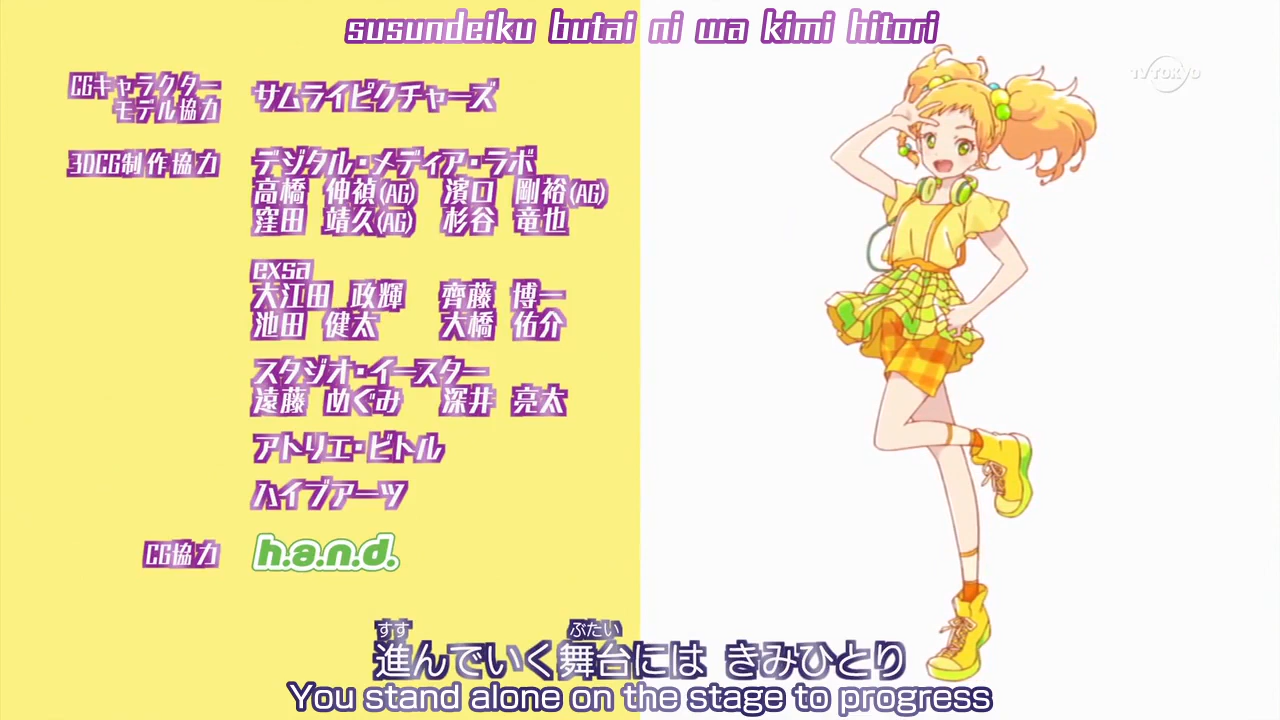 susundeiku butai ni wa kimi hitori
TV TOKYO
CGキャラクター
モデル協力
サムライピクチャーズ
3DCG制作協力
デジタル・メディア・ラボ
高橋 伸禎(AG) 濱口 剛裕(AG)
窪田 靖久(AG) 杉谷 竜也
exsa
大江田 政輝 齊藤 博一
池田 健太 大橋 佑介
スタジオ・イースター
遠藤 めぐみ 深井 亮太
アトリエ・ビトル
ハイブアーツ
CG協力
h.a.n.d.
すす ぶたい
進んでいく舞台には きみひとり
You stand alone on the stage to progress